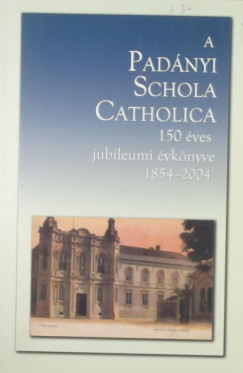 A
PADÁNYI
SCHOLA
CATHOLICA
150 éves
jubileumi évkönyve
1854-2004